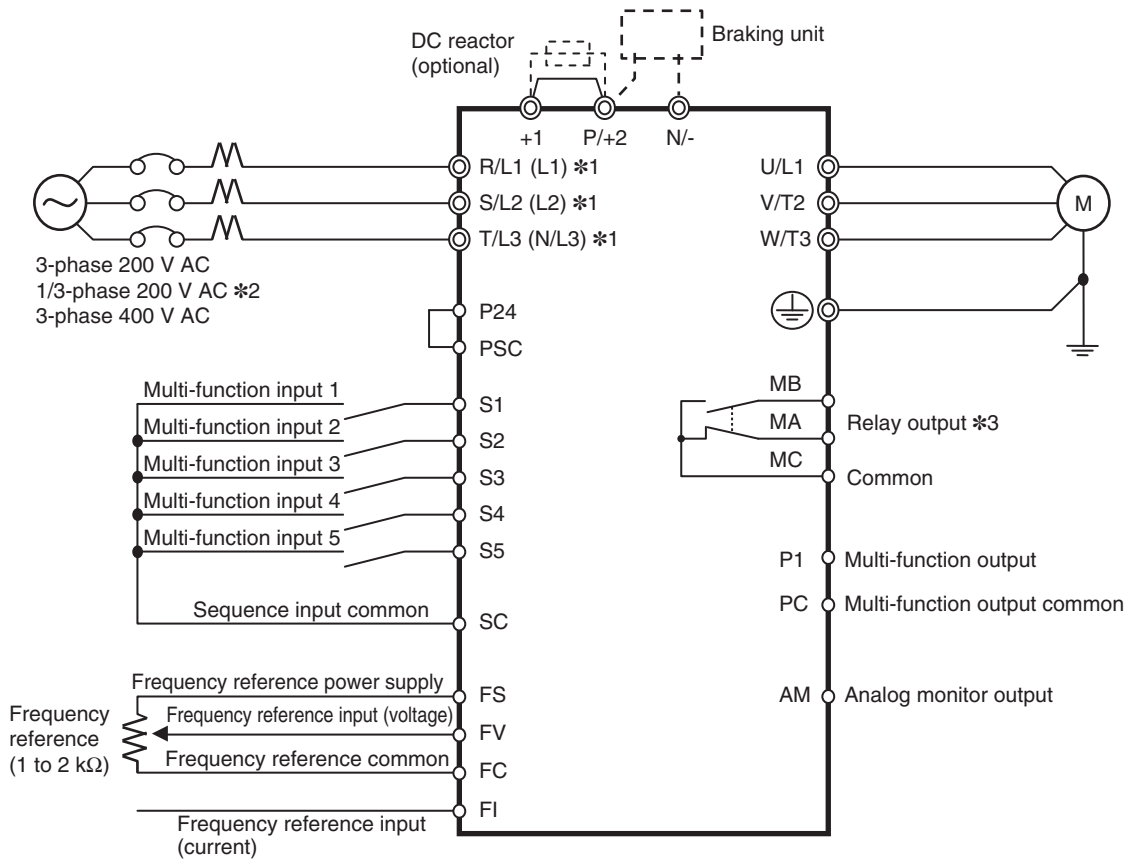 DC reactor
(optional)
Braking unit
+1
P/+2
N/-
R/L1 (L1) ✻1
S/L2 (L2) ✻1
T/L3 (N/L3) ✻1
U/L1
V/T2
W/T3
M
3-phase 200 V AC
1/3-phase 200 V AC ✻2
3-phase 400 V AC
P24
PSC
Multi-function input 1
S1
Multi-function input 2
S2
Multi-function input 3
S3
Multi-function input 4
S4
Multi-function input 5
S5
Sequence input common
SC
MB
MA
Relay output ✻3
MC
Common
P1
Multi-function output
PC
Multi-function output common
AM
Analog monitor output
Frequency reference power supply
FS
Frequency
reference
(1 to 2 kΩ)
Frequency reference input (voltage)
FV
Frequency reference common
FC
FI
Frequency reference input
(current)